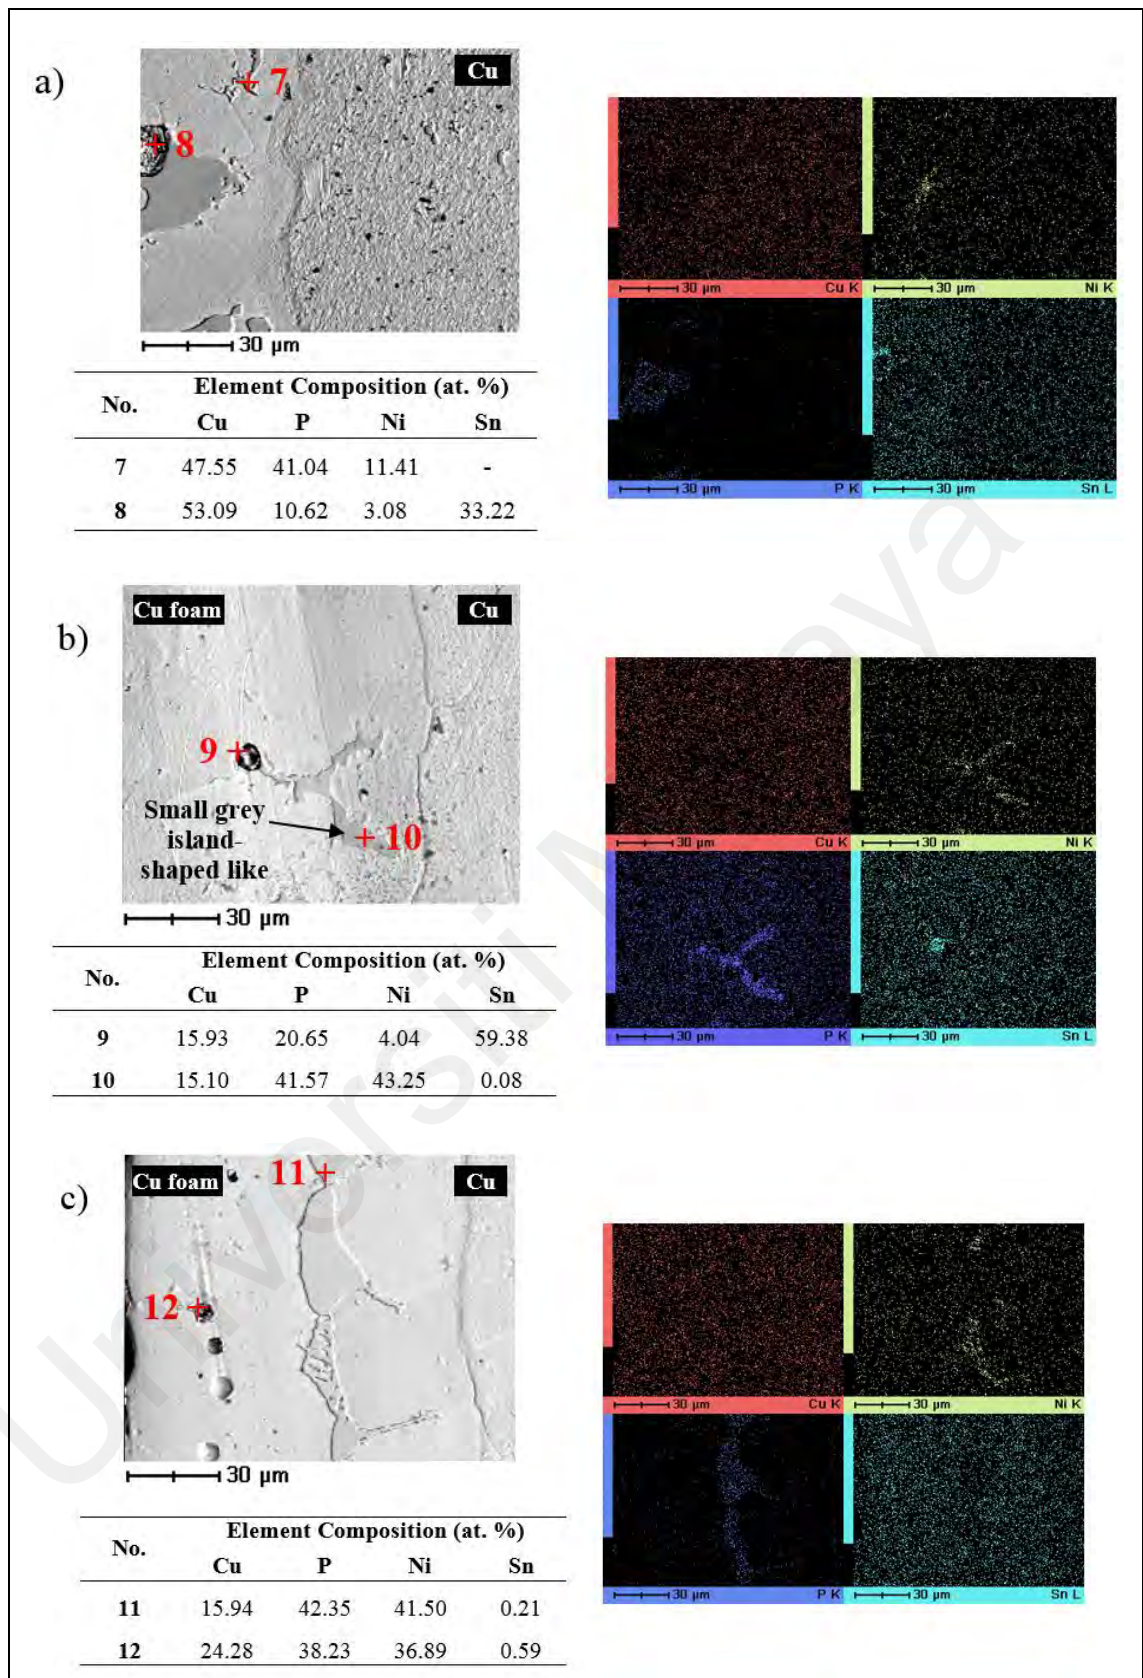 a)
Cu
7
8
30 µm
Cu K
30 µm
Ni K
30 µm
P K
30 µm
Sn L
30 µm
No.
Element Composition (at. %)
Cu P Ni Sn
7 47.55 41.04 11.41 -
8 53.09 10.62 3.08 33.22
b)
Cu foam
Cu
9
Small grey
island-
shaped like
10
30 µm
Cu K
30 µm
Ni K
30 µm
P K
30 µm
Sn L
30 µm
No.
Element Composition (at. %)
Cu P Ni Sn
9 15.93 20.65 4.04 59.38
10 15.10 41.57 43.25 0.08
c)
Cu foam
11
Cu
12
30 µm
Cu K
30 µm
Ni K
30 µm
P K
30 µm
Sn L
30 µm
No.
Element Composition (at. %)
Cu P Ni Sn
11 15.94 42.35 41.50 0.21
12 24.28 38.23 36.89 0.59
Universiti Malaya